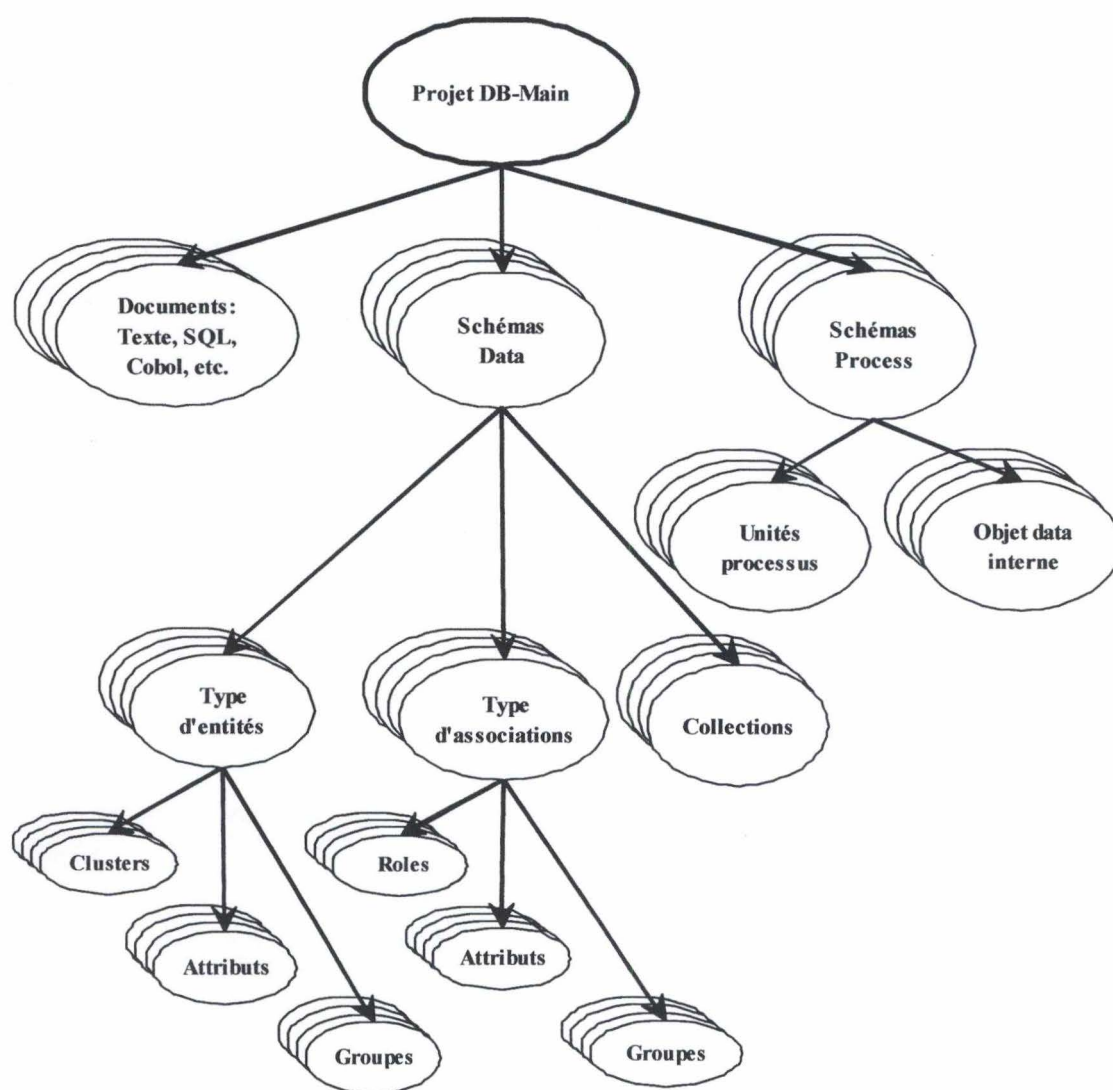 Projet DB-Main
Documents:
Texte, SQL,
Cobol, etc.
Schémas
Data
Schémas
Process
Unités
processus
Objet data
interne
Type
d'entités
Type
d'associations
Collections
Clusters
Roles
Attributs
Attributs
Groupes
Groupes